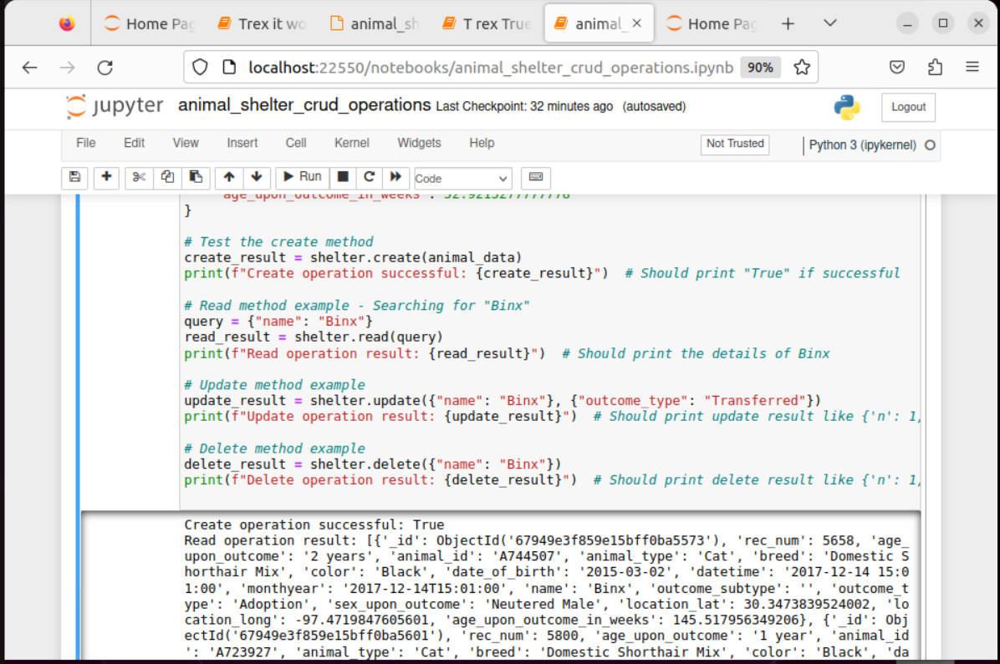 Home Pag
Trex it wo
animal_sh
T rex True
animal_
Home Pag
localhost:22550/notebooks/animal_shelter_crud_operations.ipynb 90%
jupyter animal_shelter_crud_operations Last Checkpoint: 32 minutes ago (autosaved) Logout
File Edit View Insert Cell Kernel Widgets Help Not Trusted Python 3 (ipykernel)
Run Code
"age_upon_outcome_in_weeks": 52.9215277777778
}
# Test the create method
create_result = shelter.create(animal_data)
print(f"Create operation successful: {create_result}")  # Should print "True" if successful
# Read method example - Searching for "Binx"
query = {"name": "Binx"}
read_result = shelter.read(query)
print(f"Read operation result: {read_result}")  # Should print the details of Binx
# Update method example
update_result = shelter.update({"name": "Binx"}, {"outcome_type": "Transferred"})
print(f"Update operation result: {update_result}")  # Should print update result like {'n': 1,
# Delete method example
delete_result = shelter.delete({"name": "Binx"})
print(f"Delete operation result: {delete_result}")  # Should print delete result like {'n': 1,
Create operation successful: True
Read operation result: [{'_id': ObjectId('67949e3f859e15bff0ba5573'), 'rec_num': 5658, 'age_
upon_outcome': '2 years', 'animal_id': 'A744507', 'animal_type': 'Cat', 'breed': 'Domestic S
horthair Mix', 'color': 'Black', 'date_of_birth': '2015-03-02', 'datetime': '2017-12-14 15:0
1:00', 'monthyear': '2017-12-14T15:01:00', 'name': 'Binx', 'outcome_subtype': '', 'outcome_t
ype': 'Adoption', 'sex_upon_outcome': 'Neutered Male', 'location_lat': 30.3473839524002, 'lo
cation_long': -97.4719847605601, 'age_upon_outcome_in_weeks': 145.517956349206}, {'_id': Obj
ectId('67949e3f859e15bff0ba5601'), 'rec_num': 5800, 'age_upon_outcome': '1 year', 'animal_id
': 'A723927', 'animal_type': 'Cat', 'breed': 'Domestic Shorthair Mix', 'color': 'Black', 'da